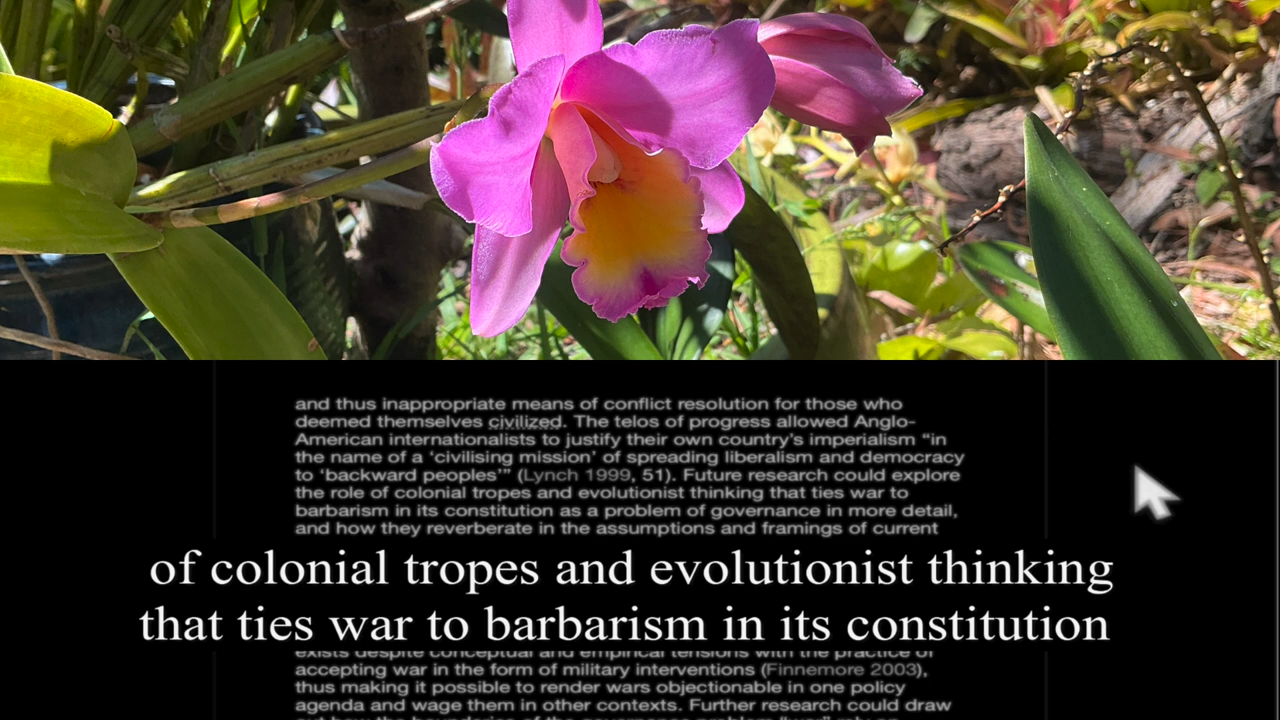 and thus inappropriate means of conflict resolution for those who
deemed themselves civilized. The telos of progress allowed Anglo-
American internationalists to justify their own country's imperialism “in
the name of a ‘civilising mission’ of spreading liberalism and democracy
to ‘backward peoples’” (Lynch 1999, 51). Future research could explore
the role of colonial tropes and evolutionist thinking that ties war to
barbarism in its constitution as a problem of governance in more detail,
and how they reverberate in the assumptions and framings of current
of colonial tropes and evolutionist thinking
that ties war to barbarism in its constitution
exists despite conceptual and empirical tensions with the practice of
accepting war in the form of military interventions (Finnemore 2003),
thus making it possible to render wars objectionable in one policy
agenda and wage them in other contexts. Further research could draw